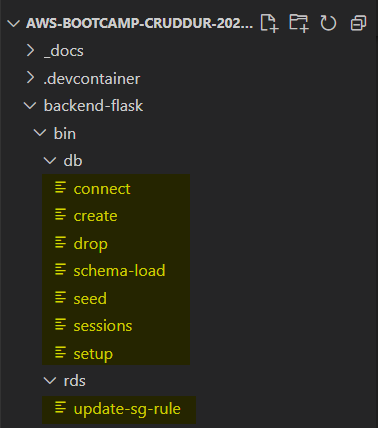 AWS-BOOTCAMP-CRUDDUR-202...
_docs
.devcontainer
backend-flask
bin
db
connect
create
drop
schema-load
seed
sessions
setup
rds
update-sg-rule